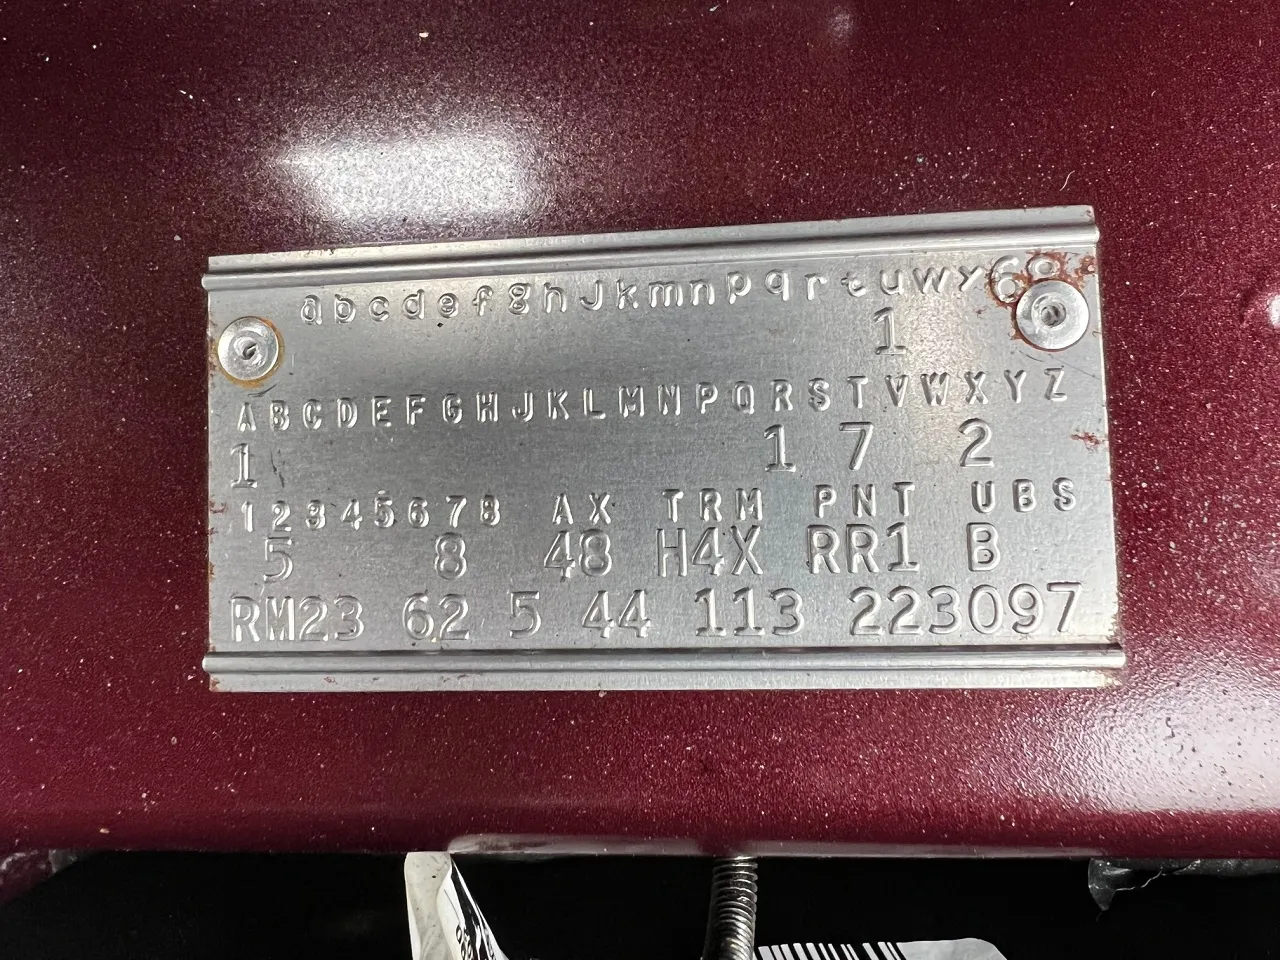 abcdefghJkmnpqrtuwy68
1
ABCDEFGHJKLMNPQRSTVWXYZ
1 1 7 2
12345678 AX TRM PNT UBS
5 8 48 H4X RR1 B
RM23 62 5 44 113 223097